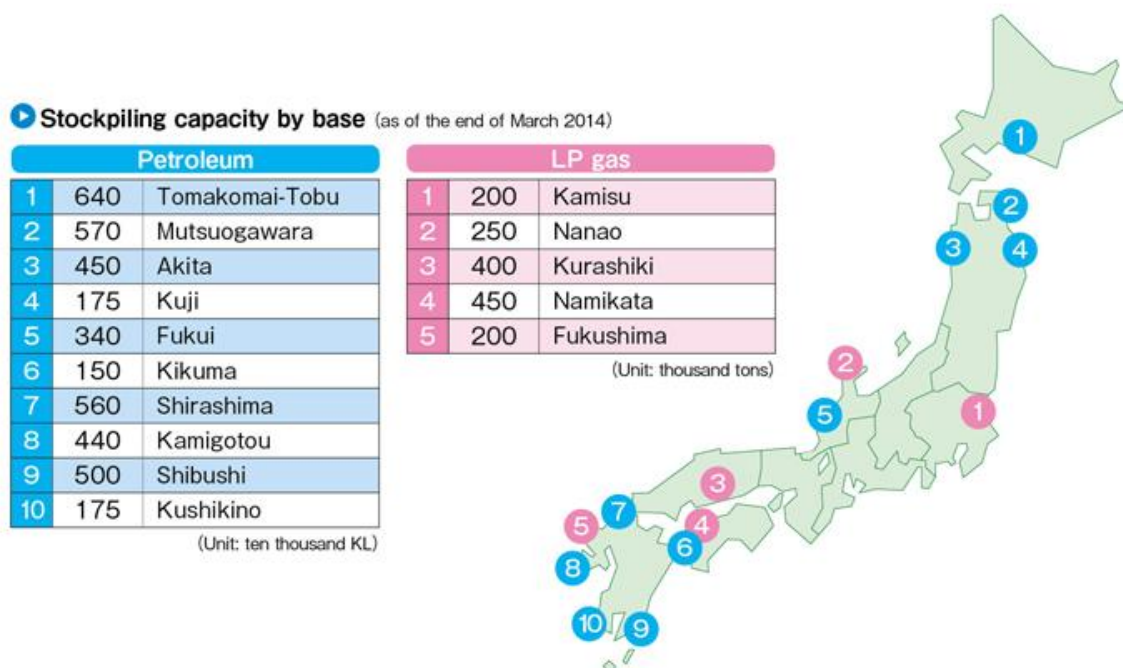 Stockpiling capacity by base (as of the end of March 2014)
Petroleum
1 640 Tomakomai-Tobu
2 570 Mutsuogawara
3 450 Akita
4 175 Kuji
5 340 Fukui
6 150 Kikuma
7 560 Shirashima
8 440 Kamigotou
9 500 Shibushi
10 175 Kushikino
(Unit: ten thousand KL)
LP gas
1 200 Kamisu
2 250 Nanao
3 400 Kurashiki
4 450 Namikata
5 200 Fukushima
(Unit: thousand tons)
1
2
3 4
2
5 1
3
7
5 4
6
8
10 9